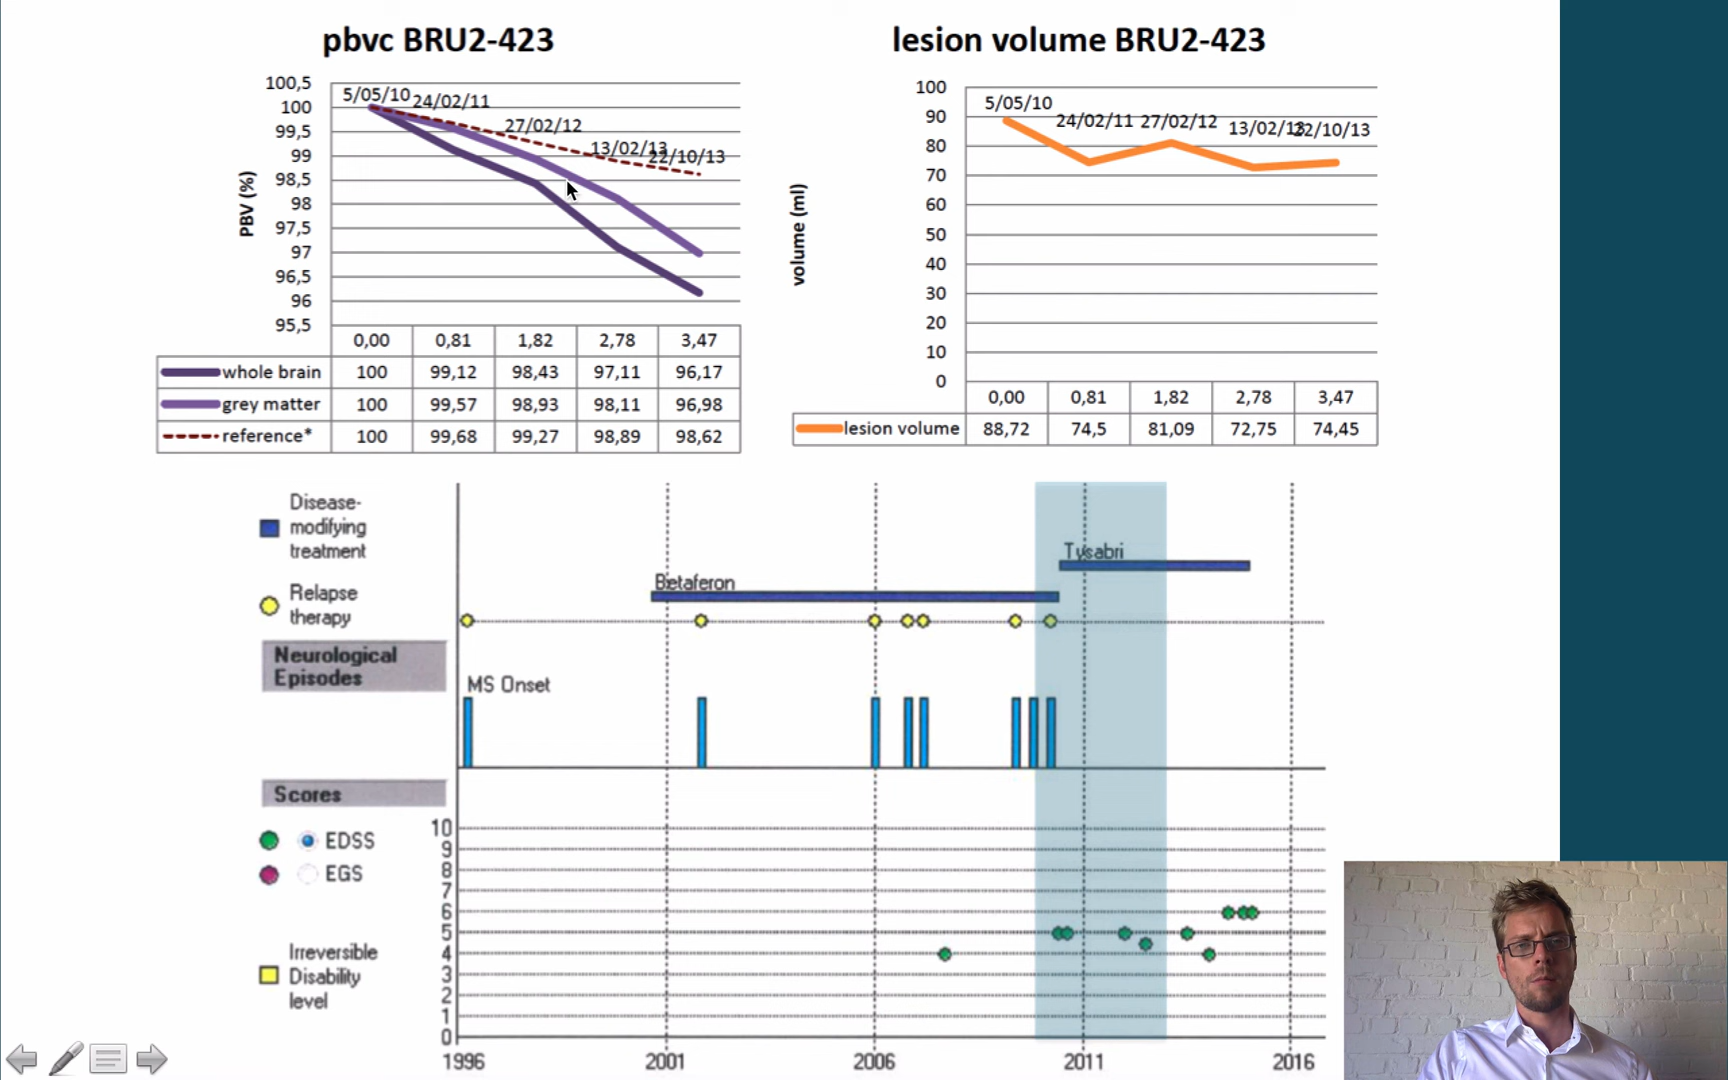 pbvc BRU2-423
PBV (%)
100,5
100
99,5
99
98,5
98
97,5
97
96,5
96
95,5
5/05/10
24/02/11
27/02/12
13/02/13
22/10/13
0,00 0,81 1,82 2,78 3,47
whole brain 100 99,12 98,43 97,11 96,17
grey matter 100 99,57 98,93 98,11 96,98
reference* 100 99,68 99,27 98,89 98,62
lesion volume BRU2-423
volume (ml)
100
90
80
70
60
50
40
30
20
10
0
5/05/10
24/02/11
27/02/12
13/02/13
22/10/13
0,00 0,81 1,82 2,78 3,47
lesion volume 88,72 74,5 81,09 72,75 74,45
Disease-
modifying
treatment
Tysabri
Betaferon
Relapse
therapy
Neurological
Episodes
MS Onset
Scores
EDSS
EGS
Irreversible
Disability
level
10
9
8
7
6
5
4
3
2
1
0
1996 2001 2006 2011 2016